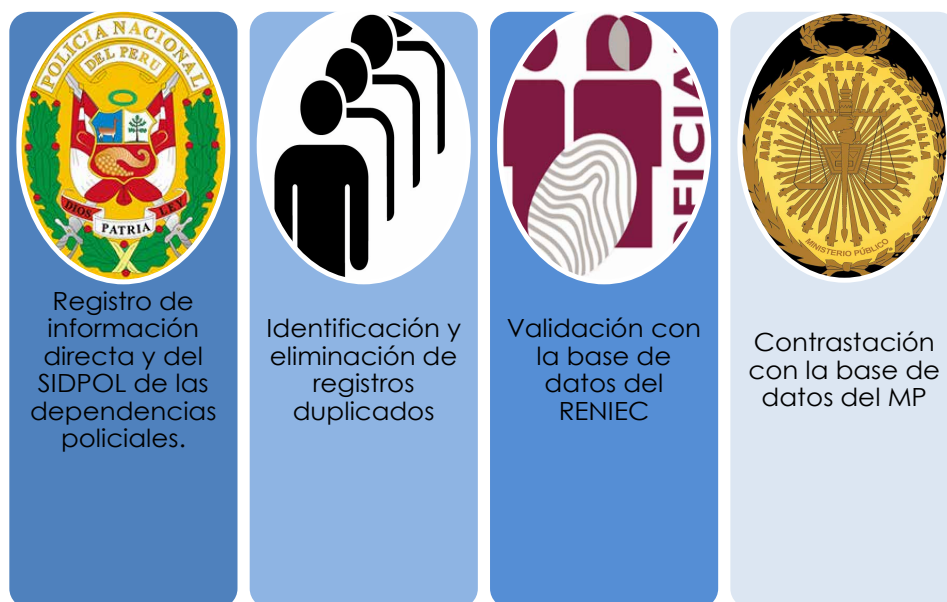 POLICIA NACIONAL
DEL PERU
DIOS PATRIA LEY
Registro de
información
directa y del
SIDPOL de las
dependencias
policiales.
Identificación y
eliminación de
registros
duplicados
Validación con
la base de
datos del
RENIEC
MINISTERIO PÚBLICO
Contrastación
con la base de
datos del MP